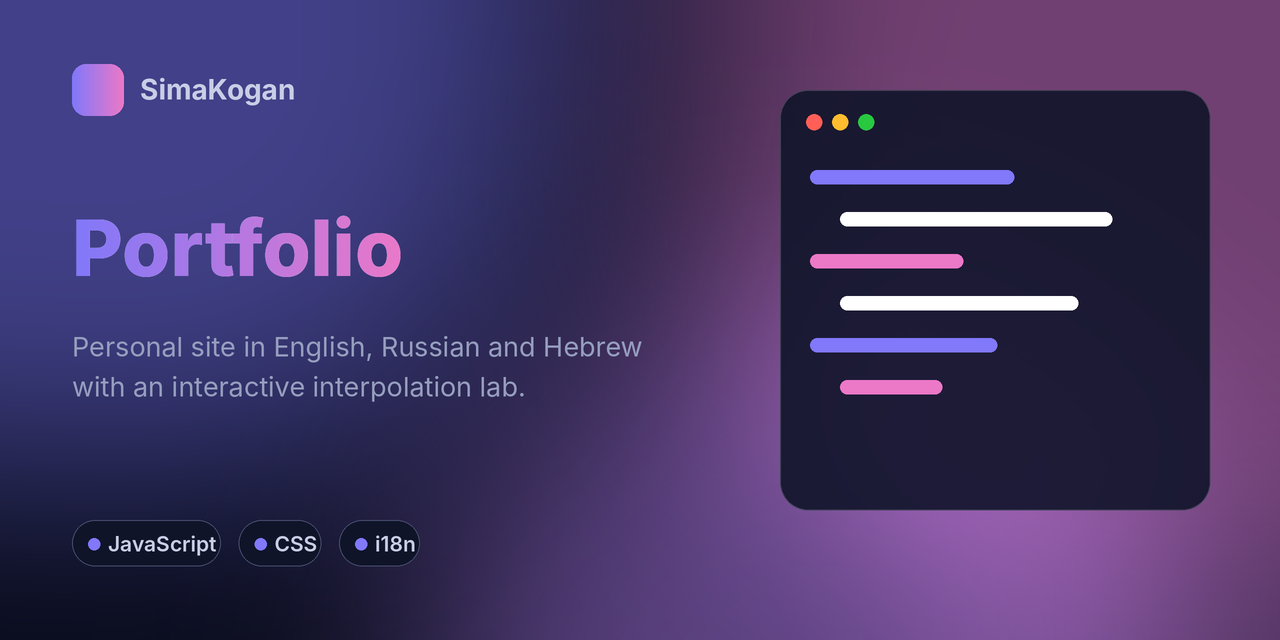 SimaKogan
Portfolio
Personal site in English, Russian and Hebrew
with an interactive interpolation lab.
JavaScript CSS i18n